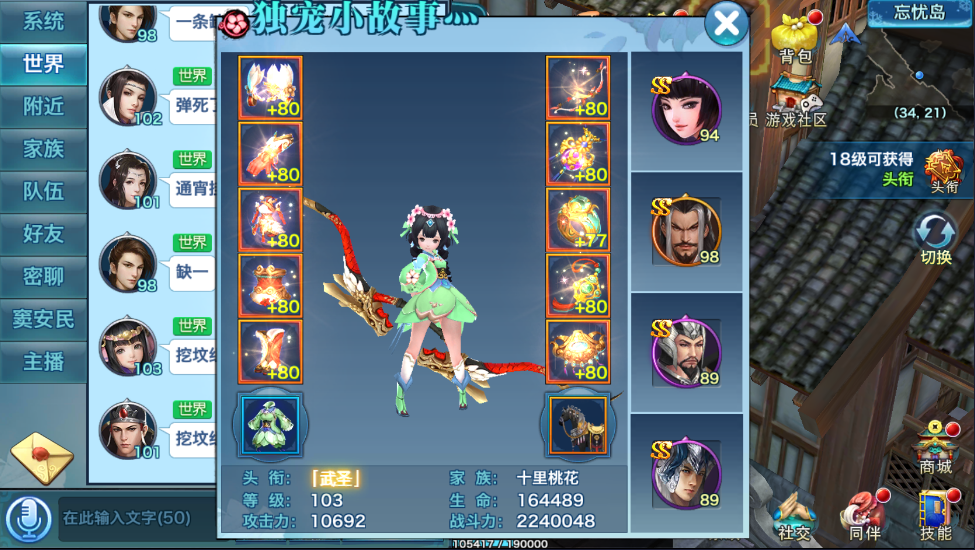 系统
世界
附近
家族
队伍
好友
密聊
窦安民
主播
98
一条
世界
102
弹死了
世界
101
通宵
世界
98
缺一
世界
103
挖坟
世界
101
挖坟
在此输入文字(50)
独宠小故事灬
+80
+80
+80
+80
+80
+80
+80
+77
+80
+80
头 衔: 「武圣」
等 级: 103
攻击力: 10692
家 族: 十里桃花
生 命: 164489
战斗力: 2240048
105417 / 190000
SS
94
SS
98
SS
89
SS
89
背包
员 游戏社区
忘忧岛
(34, 21)
18级可获得
头衔
头衔
切换
商城
社交
同伴
技能